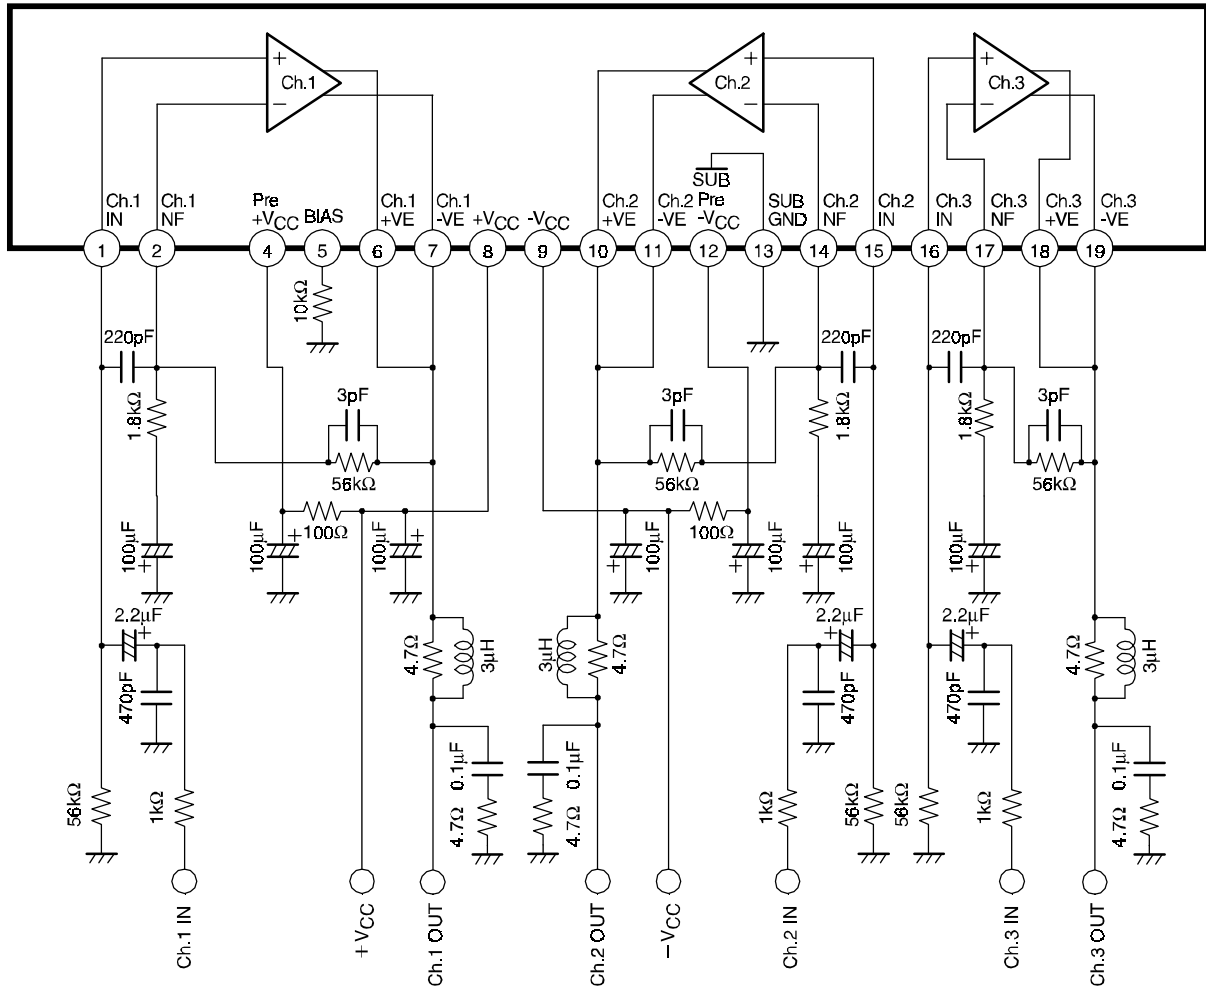 Ch.1
Ch.2
Ch.3
+
−
+
−
+
−
SUB
Ch.1 IN
Ch.1 NF
Pre +VCC
BIAS
Ch.1 +VE
Ch.1 -VE
+VCC
-VCC
Ch.2 +VE
Ch.2 -VE
Pre -VCC
SUB GND
Ch.2 NF
Ch.2 IN
Ch.3 IN
Ch.3 NF
Ch.3 +VE
Ch.3 -VE
1
2
4
5
6
7
8
9
10
11
12
13
14
15
16
17
18
19
10kΩ
220pF
220pF
220pF
1.8kΩ
3pF
3pF
1.8kΩ
1.8kΩ
3pF
56kΩ
56kΩ
56kΩ
100Ω
100Ω
100µF
+
100µF
+
100µF
+
100µF
+
100µF
+
100µF
+
100µF
+
2.2µF
+
2.2µF
+
2.2µF
+
4.7Ω
3µH
3µH
4.7Ω
4.7Ω
3µH
470pF
470pF
470pF
0.1µF
0.1µF
0.1µF
56kΩ
1kΩ
4.7Ω
4.7Ω
1kΩ
56kΩ
56kΩ
1kΩ
4.7Ω
Ch.1 IN
+VCC
Ch.1 OUT
Ch.2 OUT
−VCC
Ch.2 IN
Ch.3 IN
Ch.3 OUT